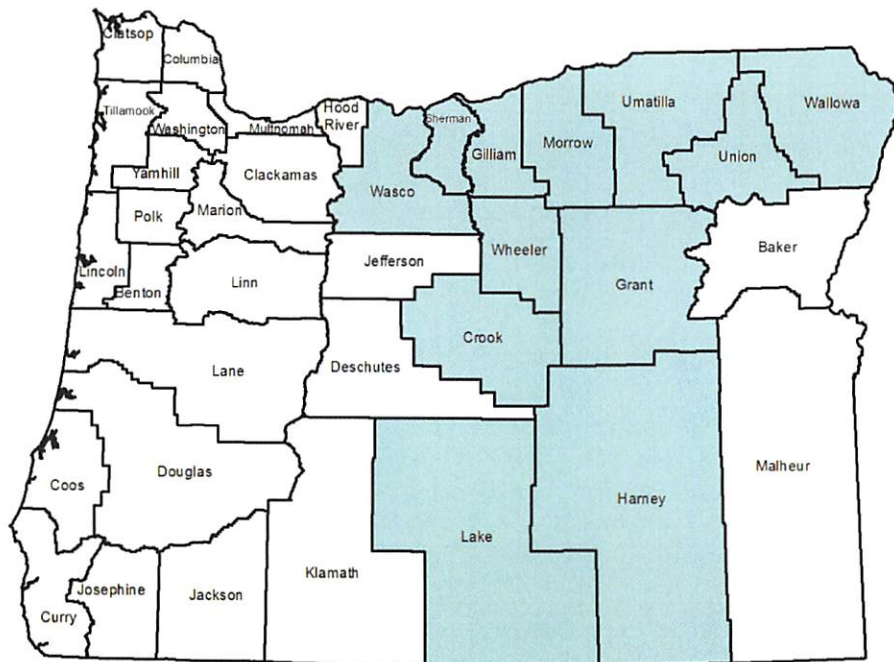 Clatsop
Columbia
Tillamook
Washington
Multnomah
Hood
River
Sherman
Umatilla
Wallowa
Gilliam
Morrow
Union
Yamhill
Clackamas
Wasco
Polk
Marion
Wheeler
Baker
Jefferson
Lincoln
Linn
Benton
Grant
Crook
Lane
Deschutes
Douglas
Malheur
Coos
Harney
Lake
Klamath
Josephine
Jackson
Curry